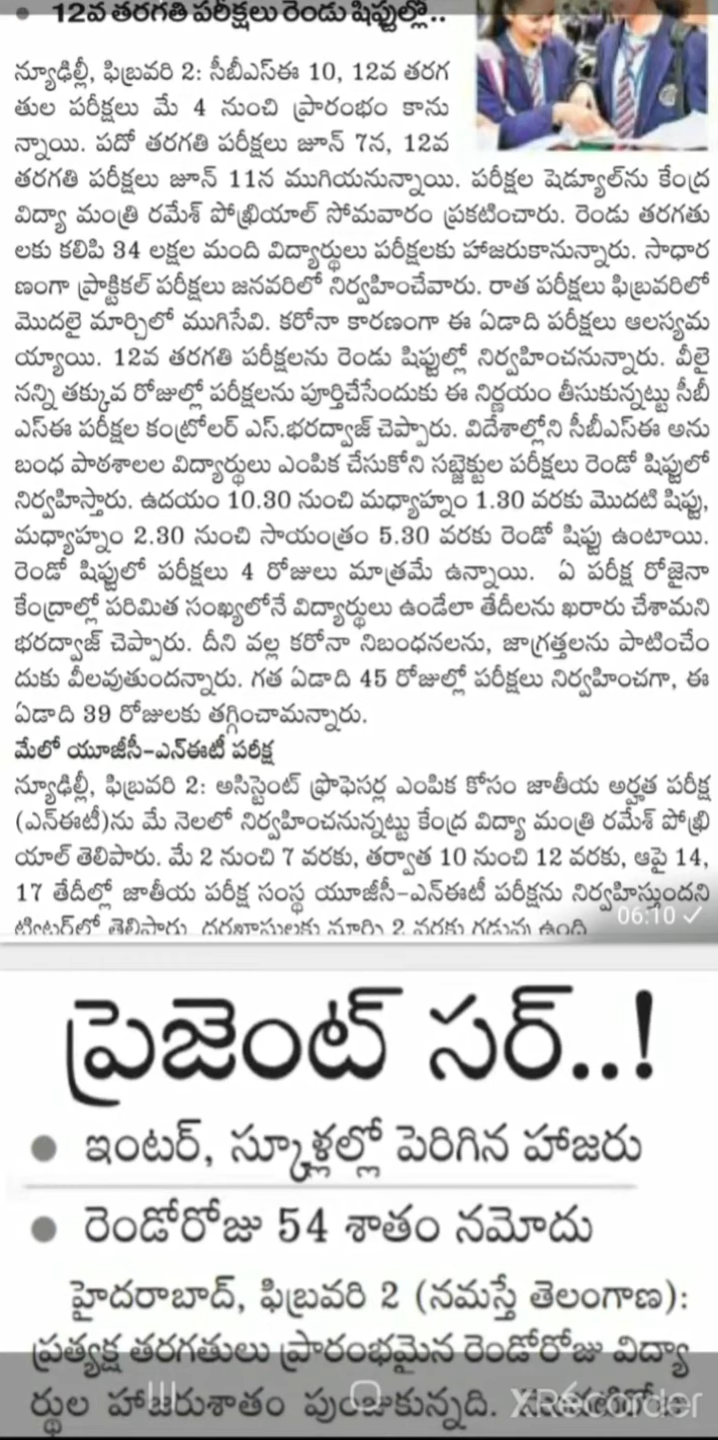 12వ తరగతి పరీక్షలు రెండు షిఫ్టుల్లో..
న్యూఢిల్లీ, ఫిబ్రవరి 2: సీబీఎస్ఈ 10, 12వ తరగ
తుల పరీక్షలు మే 4 నుంచి ప్రారంభం కాను
న్నాయి. పదో తరగతి పరీక్షలు జూన్ 7న, 12వ
తరగతి పరీక్షలు జూన్ 11న ముగియనున్నాయి. పరీక్షల షెడ్యూల్‌ను కేంద్ర
విద్యా మంత్రి రమేశ్ పోఖ్రియాల్ సోమవారం ప్రకటించారు. రెండు తరగతు
లకు కలిపి 34 లక్షల మంది విద్యార్థులు పరీక్షలకు హాజరుకానున్నారు. సాధార
ణంగా ప్రాక్టికల్ పరీక్షలు జనవరిలో నిర్వహించేవారు. రాత పరీక్షలు ఫిబ్రవరిలో
మొదలై మార్చిలో ముగిసేవి. కరోనా కారణంగా ఈ ఏడాది పరీక్షలు ఆలస్యమ
య్యాయి. 12వ తరగతి పరీక్షలను రెండు షిఫ్టుల్లో నిర్వహించనున్నారు. వీలై
నన్ని తక్కువ రోజుల్లో పరీక్షలను పూర్తిచేసేందుకు ఈ నిర్ణయం తీసుకున్నట్టు సీబీ
ఎస్ఈ పరీక్షల కంట్రోలర్ ఎస్.భరద్వాజ్ చెప్పారు. విదేశాల్లోని సీబీఎస్ఈ అను
బంధ పాఠశాలల విద్యార్థులు ఎంపిక చేసుకోని సబ్జెక్టుల పరీక్షలు రెండో షిఫ్టులో
నిర్వహిస్తారు. ఉదయం 10.30 నుంచి మధ్యాహ్నం 1.30 వరకు మొదటి షిఫ్టు,
మధ్యాహ్నం 2.30 నుంచి సాయంత్రం 5.30 వరకు రెండో షిఫ్టు ఉంటాయి.
రెండో షిఫ్టులో పరీక్షలు 4 రోజులు మాత్రమే ఉన్నాయి. ఏ పరీక్ష రోజైనా
కేంద్రాల్లో పరిమిత సంఖ్యలోనే విద్యార్థులు ఉండేలా తేదీలను ఖరారు చేశామని
భరద్వాజ్ చెప్పారు. దీని వల్ల కరోనా నిబంధనలను, జాగ్రత్తలను పాటించేం
దుకు వీలవుతుందన్నారు. గత ఏడాది 45 రోజుల్లో పరీక్షలు నిర్వహించగా, ఈ
ఏడాది 39 రోజులకు తగ్గించామన్నారు.
మేలో యూజీసీ-ఎన్ఈటీ పరీక్ష
న్యూఢిల్లీ, ఫిబ్రవరి 2: అసిస్టెంట్ ప్రొఫెసర్ల ఎంపిక కోసం జాతీయ అర్హత పరీక్ష
(ఎన్ఈటీ)ను మే నెలలో నిర్వహించనున్నట్టు కేంద్ర విద్యా మంత్రి రమేశ్ పోఖ్రి
యాల్ తెలిపారు. మే 2 నుంచి 7 వరకు, తర్వాత 10 నుంచి 12 వరకు, ఆపై 14,
17 తేదీల్లో జాతీయ పరీక్ష సంస్థ యూజీసీ-ఎన్ఈటీ పరీక్షను నిర్వహిస్తుందని
ట్విటర్‌లో తెలిపారు. దరఖాస్తులకు మార్చి 2 వరకు గడువు ఉంది
06:10
ప్రెజెంట్ సర్..!
ఇంటర్, స్కూళ్లల్లో పెరిగిన హాజరు
రెండోరోజు 54 శాతం నమోదు
హైదరాబాద్, ఫిబ్రవరి 2 (నమస్తే తెలంగాణ):
ప్రత్యక్ష తరగతులు ప్రారంభమైన రెండోరోజు విద్యా
ర్థుల హాజరుశాతం పుంజుకున్నది.
XRecorder